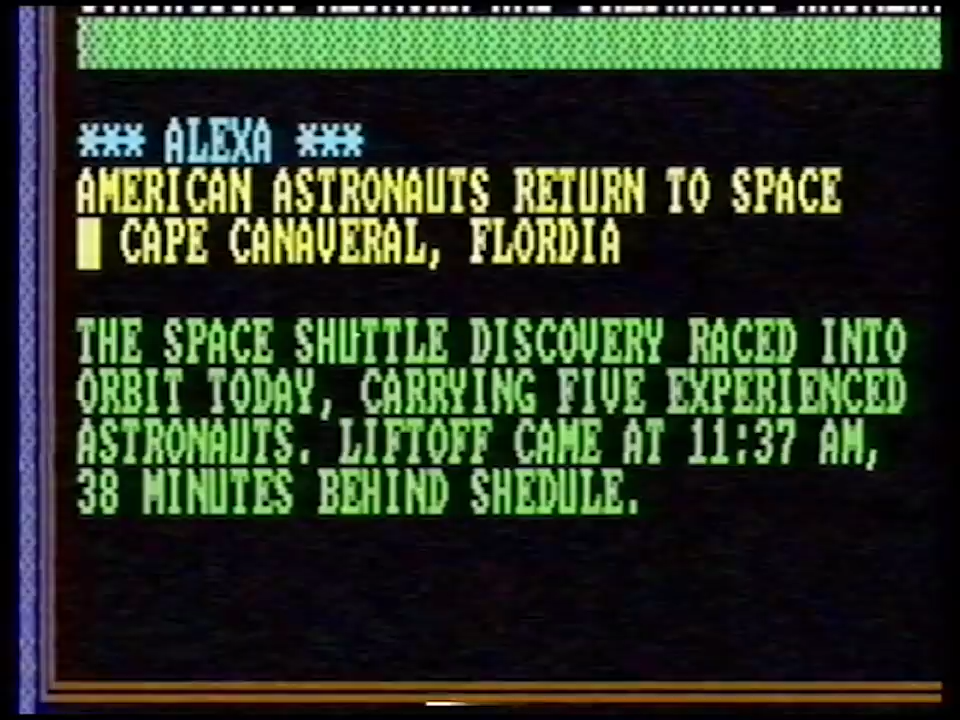 *** ALEXA ***
AMERICAN ASTRONAUTS RETURN TO SPACE
CAPE CANAVERAL, FLORDIA
THE SPACE SHUTTLE DISCOVERY RACED INTO
ORBIT TODAY, CARRYING FIVE EXPERIENCED
ASTRONAUTS. LIFTOFF CAME AT 11:37 AM,
38 MINUTES BEHIND SHEDULE.